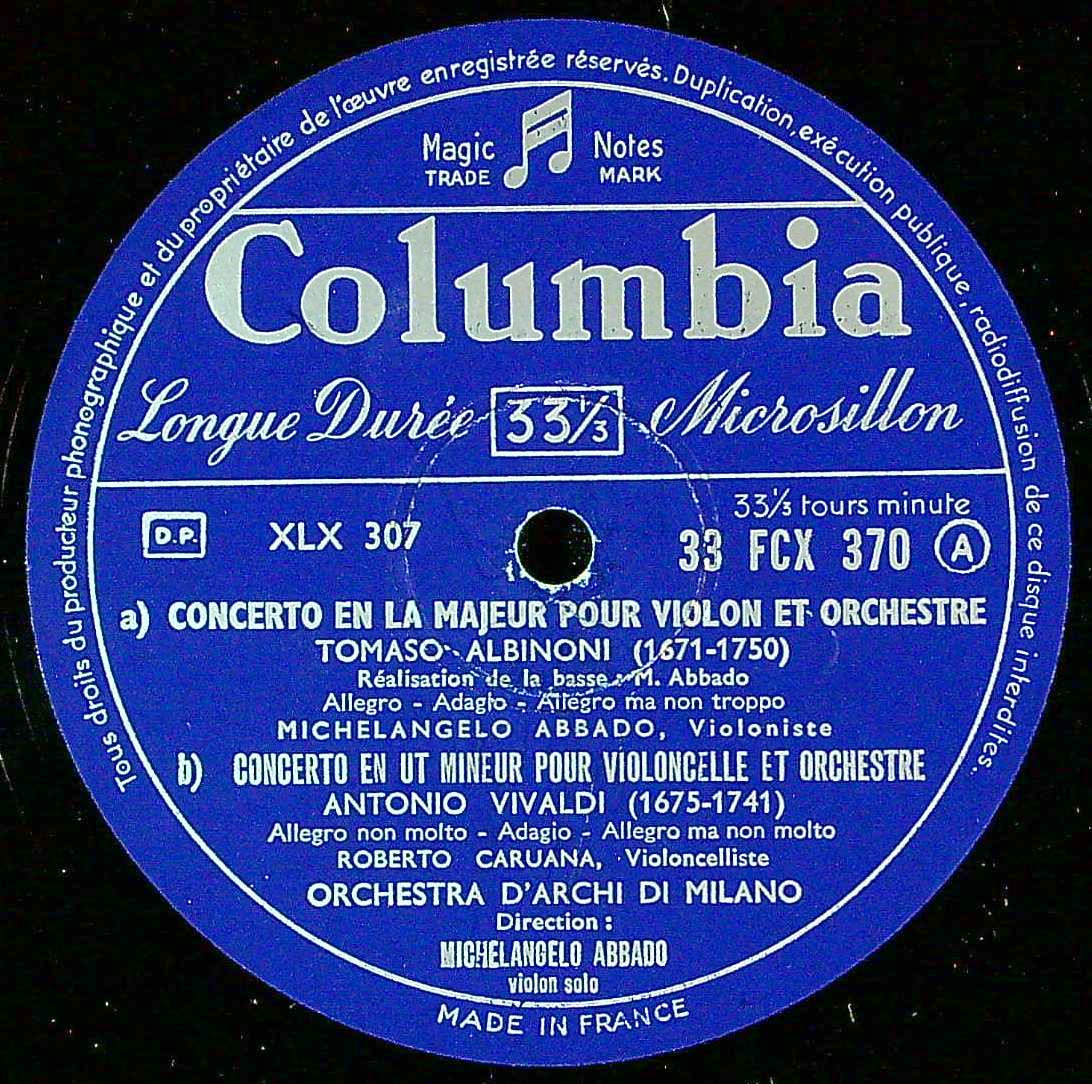 Tous droits du producteur phonographique et du propriétaire de l'œuvre enregistrée réservés. Duplication, exécution publique, radiodiffusion de ce disque interdites.
Magic Notes
TRADE MARK
Columbia
Longue Durée 33⅓ Microsillon
33⅓ tours minute
D.P. XLX 307 33 FCX 370 A
a) CONCERTO EN LA MAJEUR POUR VIOLON ET ORCHESTRE
TOMASO ALBINONI (1671-1750)
Réalisation de la basse : M. Abbado
Allegro - Adagio - Allegro ma non troppo
MICHELANGELO ABBADO, Violoniste
b) CONCERTO EN UT MINEUR POUR VIOLONCELLE ET ORCHESTRE
ANTONIO VIVALDI (1675-1741)
Allegro non molto - Adagio - Allegro ma non molto
ROBERTO CARUANA, Violoncelliste
ORCHESTRA D'ARCHI DI MILANO
Direction :
MICHELANGELO ABBADO
violon solo
MADE IN FRANCE